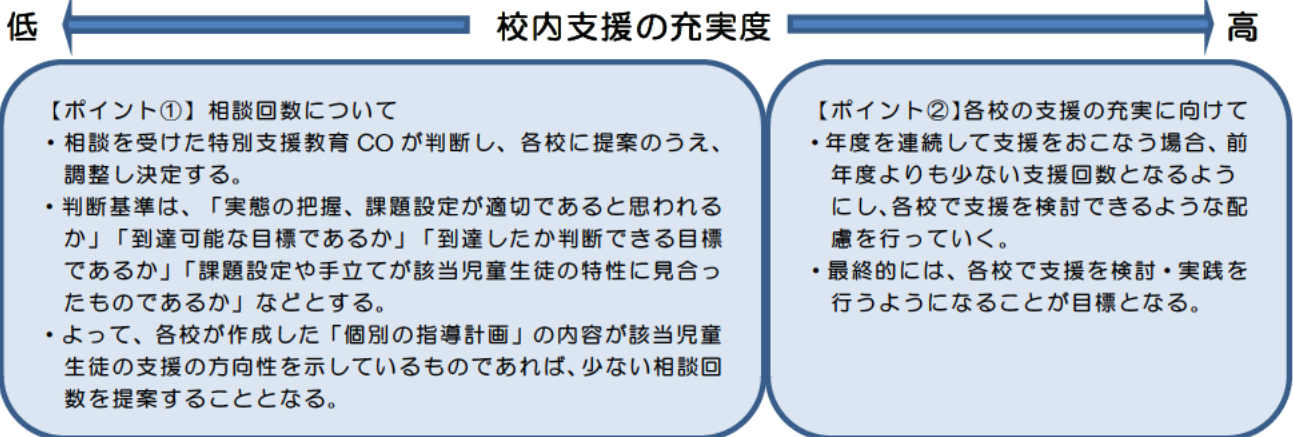 低 校内支援の充実度 高
【ポイント①】相談回数について
・相談を受けた特別支援教育 CO が判断し、各校に提案のうえ、
調整し決定する。
・判断基準は、「実態の把握、課題設定が適切であると思われる
か」「到達可能な目標であるか」「到達したか判断できる目標
であるか」「課題設定や手立てが該当児童生徒の特性に見合っ
たものであるか」などとする。
・よって、各校が作成した「個別の指導計画」の内容が該当児童
生徒の支援の方向性を示しているものであれば、少ない相談回
数を提案することとなる。
【ポイント②】各校の支援の充実に向けて
・年度を連続して支援をおこなう場合、前
年度よりも少ない支援回数となるよう
にし、各校で支援を検討できるような配
慮を行っていく。
・最終的には、各校で支援を検討・実践を
行うようになることが目標となる。